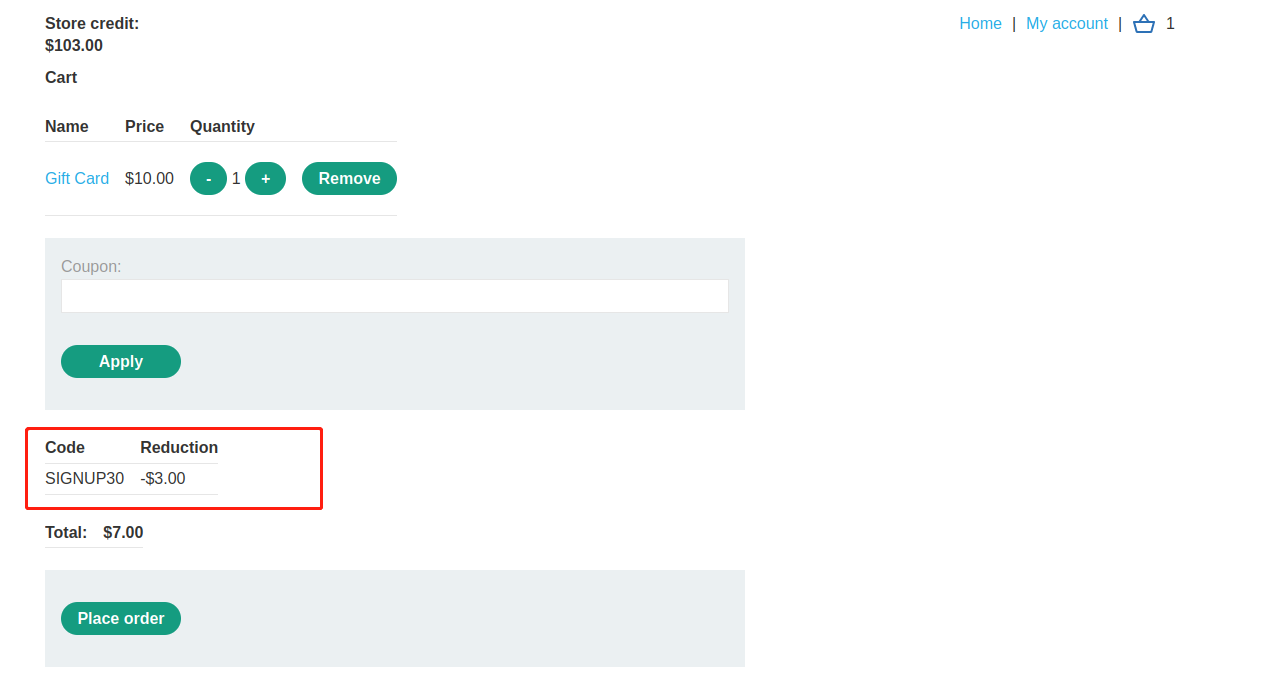 Store credit:
$103.00
Home | My account | 1
Cart
Name Price Quantity
Gift Card $10.00 - 1 + Remove
Coupon:
Apply
Code Reduction
SIGNUP30 -$3.00
Total: $7.00
Place order